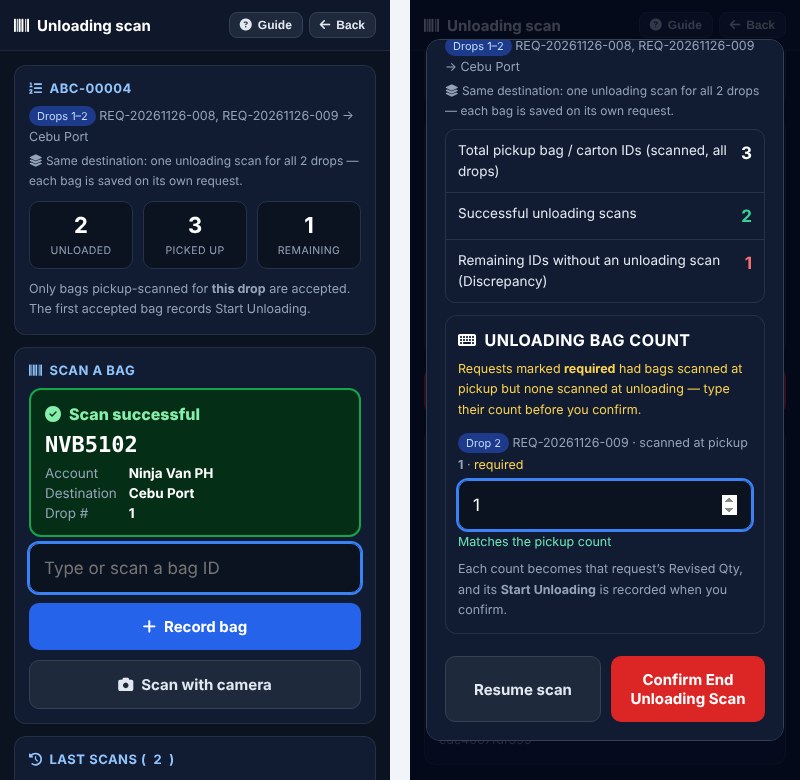 Unloading scan
Guide
Back
ABC-00004
Drops 1–2 REQ-20261126-008, REQ-20261126-009 →
Cebu Port
Same destination: one unloading scan for all 2 drops —
each bag is saved on its own request.
2
UNLOADED
3
PICKED UP
1
REMAINING
Only bags pickup-scanned for this drop are accepted.
The first accepted bag records Start Unloading.
SCAN A BAG
Scan successful
NVB5102
Account Ninja Van PH
Destination Cebu Port
Drop # 1
Type or scan a bag ID
Record bag
Scan with camera
LAST SCANS ( 2 )
Unloading scan
Guide
Back
Drops 1–2 REQ-20261126-008, REQ-20261126-009
→ Cebu Port
Same destination: one unloading scan for all 2 drops
— each bag is saved on its own request.
Total pickup bag / carton IDs (scanned, all
drops)
3
Successful unloading scans
2
Remaining IDs without an unloading scan
(Discrepancy)
1
UNLOADING BAG COUNT
Requests marked required had bags scanned at
pickup but none scanned at unloading — type
their count before you confirm.
Drop 2 REQ-20261126-009 · scanned at pickup
1 · required
1
Matches the pickup count
Each count becomes that request's Revised Qty,
and its Start Unloading is recorded when you
confirm.
Resume scan
Confirm End
Unloading Scan